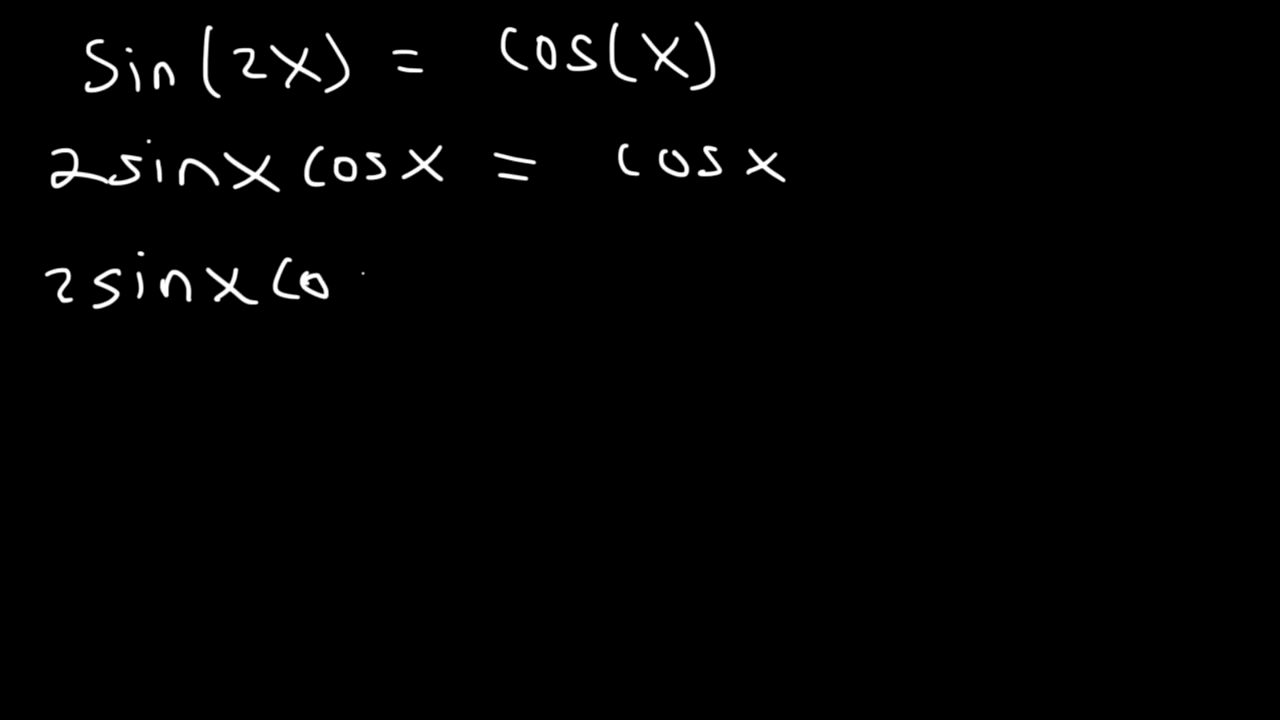 Sin(2x) = cos(x)
2sinx cosx = cosx
2sinx co